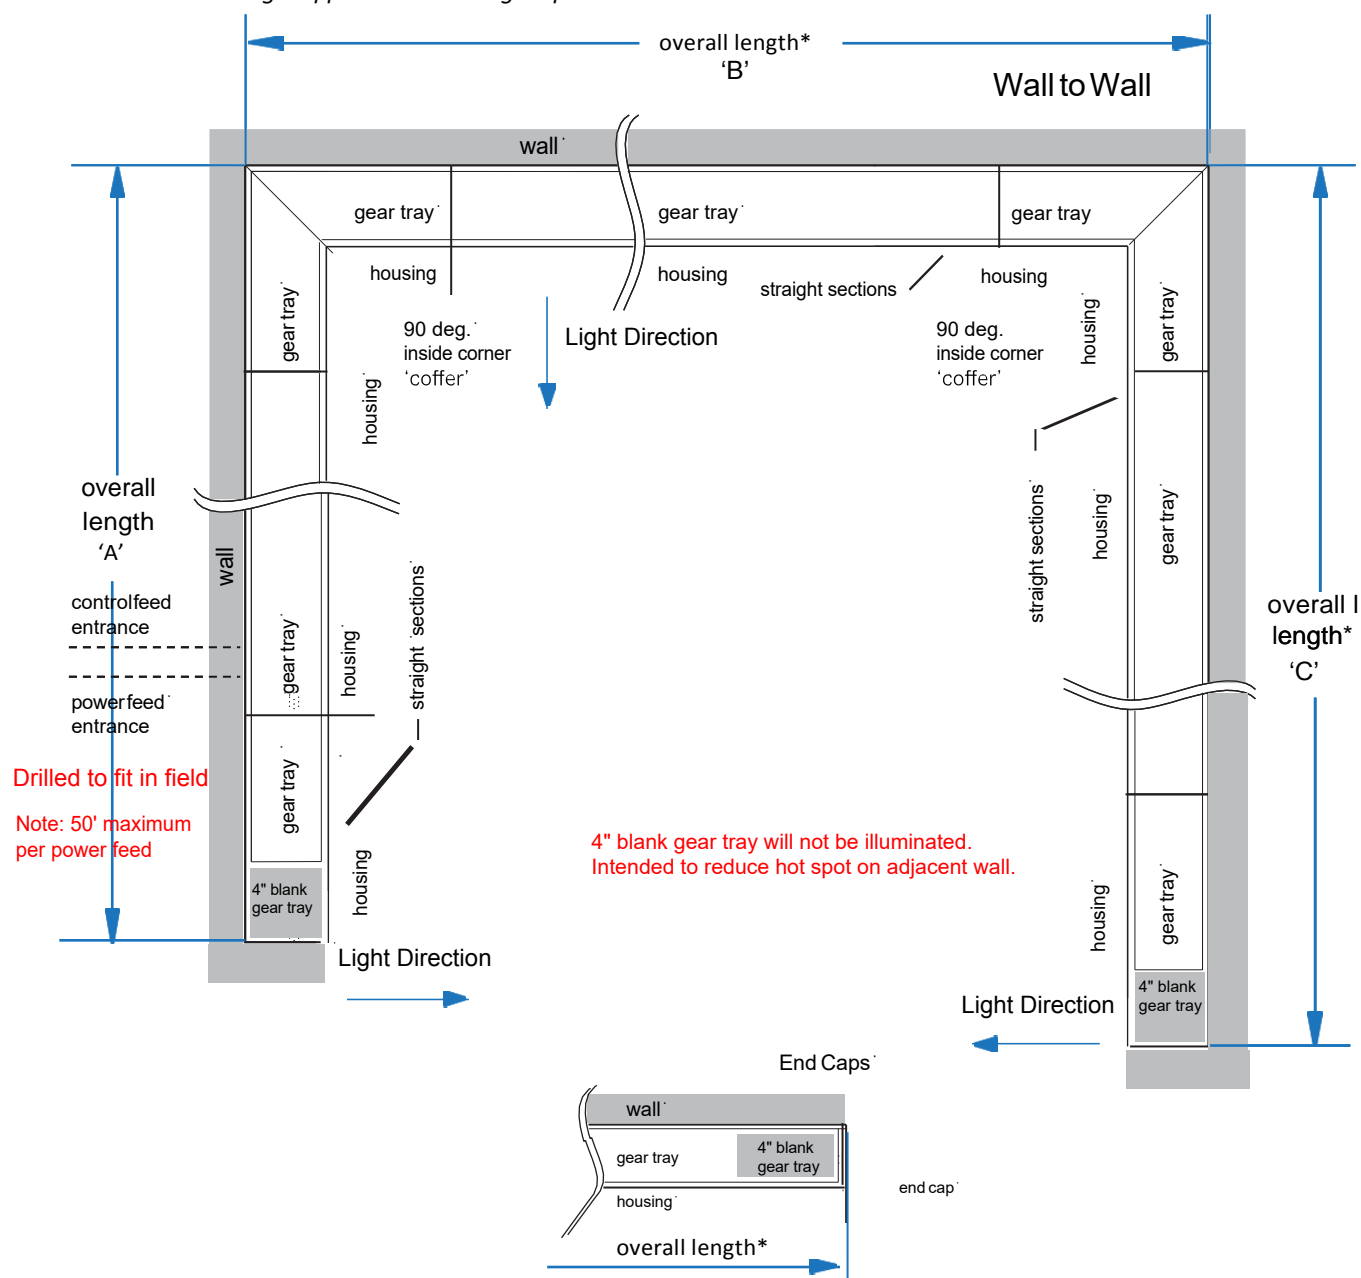 overall length*
‘B’
Wall to Wall
wall
gear tray
gear tray
gear tray
housing
housing
straight sections
housing
gear tray
housing
90 deg.
inside corner
‘coffer’
Light Direction
90 deg.
inside corner
‘coffer’
housing
gear tray
overall
length
‘A’
wall
controlfeed
entrance
powerfeed
entrance
Drilled to fit in field
Note: 50' maximum
per power feed
gear tray
housing
straight sections
gear tray
housing
4" blank
gear tray
Light Direction
straight sections
housing
gear tray
overall l
length*
‘C’
4" blank gear tray will not be illuminated.
Intended to reduce hot spot on adjacent wall.
housing
gear tray
4" blank
gear tray
Light Direction
End Caps
wall
gear tray
4" blank
gear tray
housing
end cap
overall length*